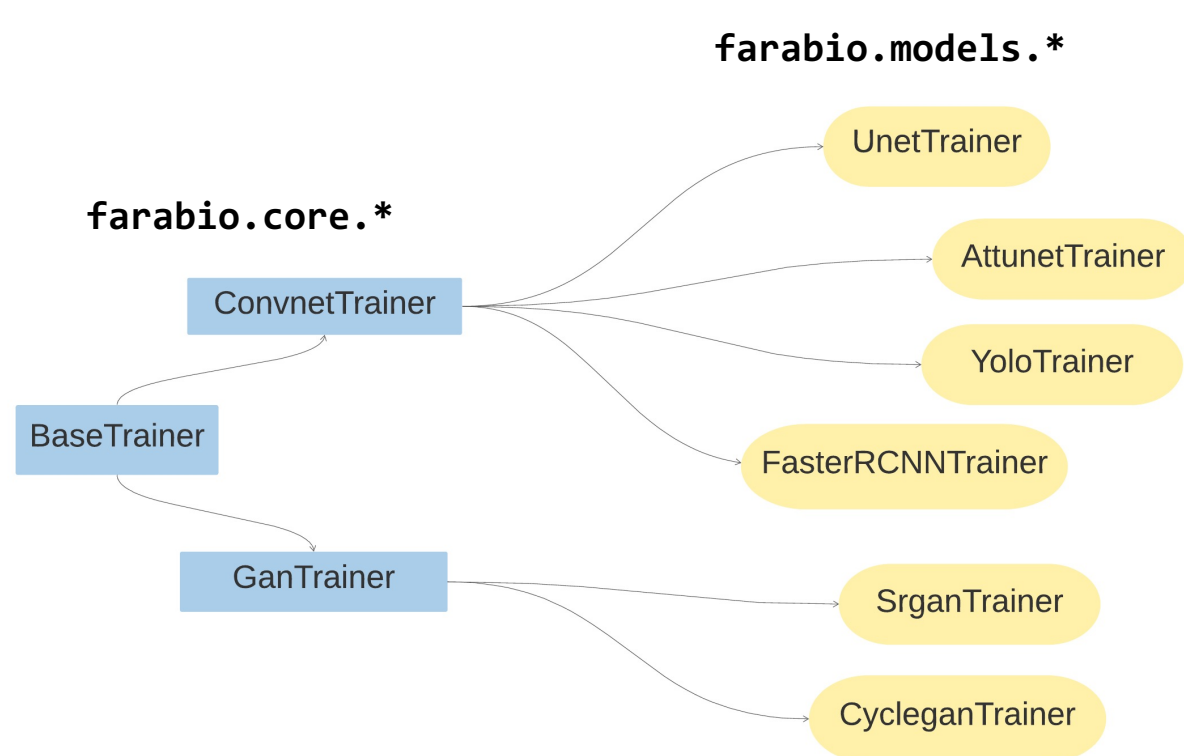 farabio.models.*
UnetTrainer
farabio.core.*
AttunetTrainer
ConvnetTrainer
YoloTrainer
BaseTrainer
FasterRCNNTrainer
GanTrainer
SrganTrainer
CycleganTrainer